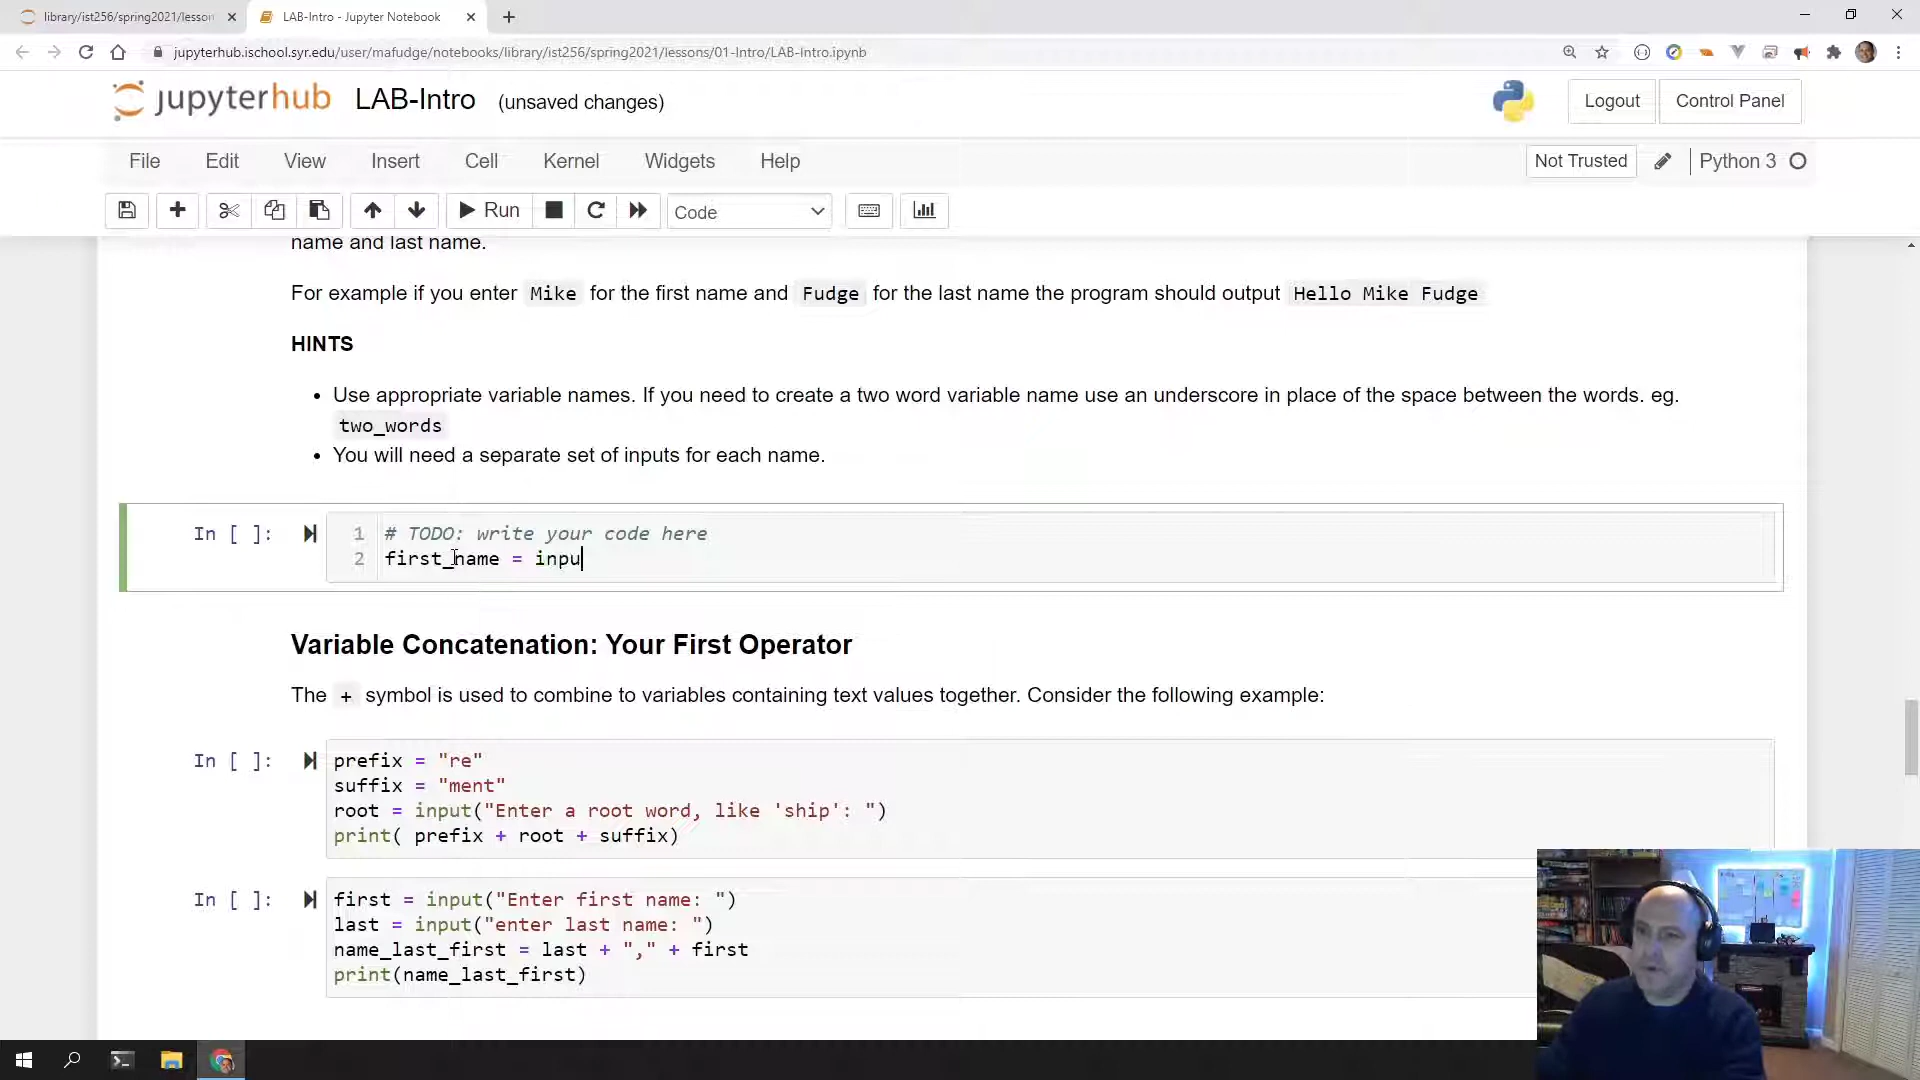 library/ist256/spring2021/lesson
LAB-Intro - Jupyter Notebook
jupyterhub.ischool.syr.edu/user/mafudge/notebooks/library/ist256/spring2021/lessons/01-Intro/LAB-Intro.ipynb
jupyterhub LAB-Intro (unsaved changes)
Logout
Control Panel
File Edit View Insert Cell Kernel Widgets Help
Not Trusted
Python 3
Run
Code
name and last name.
For example if you enter Mike for the first name and Fudge for the last name the program should output Hello Mike Fudge
HINTS
• Use appropriate variable names. If you need to create a two word variable name use an underscore in place of the space between the words. eg.
two_words
• You will need a separate set of inputs for each name.
In [ ]:
1 # TODO: write your code here
2 first_name = inpu
Variable Concatenation: Your First Operator
The + symbol is used to combine to variables containing text values together. Consider the following example:
In [ ]:
prefix = "re"
suffix = "ment"
root = input("Enter a root word, like 'ship': ")
print( prefix + root + suffix)
In [ ]:
first = input("Enter first name: ")
last = input("enter last name: ")
name_last_first = last + "," + first
print(name_last_first)